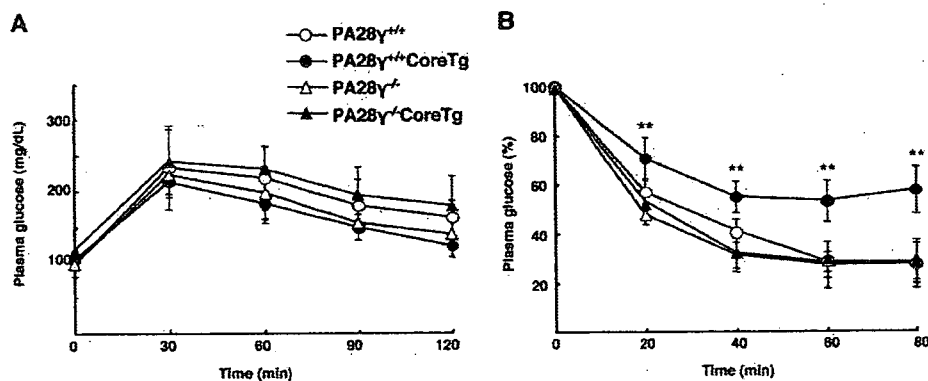 A
B
PA28γ+/+
PA28γ+/+CoreTg
PA28γ-/-
PA28γ-/-CoreTg
Plasma glucose (mg/dL)
300
200
100
0
30
60
90
120
Time (min)
Plasma glucose (%)
100
80
60
40
20
**
**
**
**
0
20
40
60
80
Time (min)